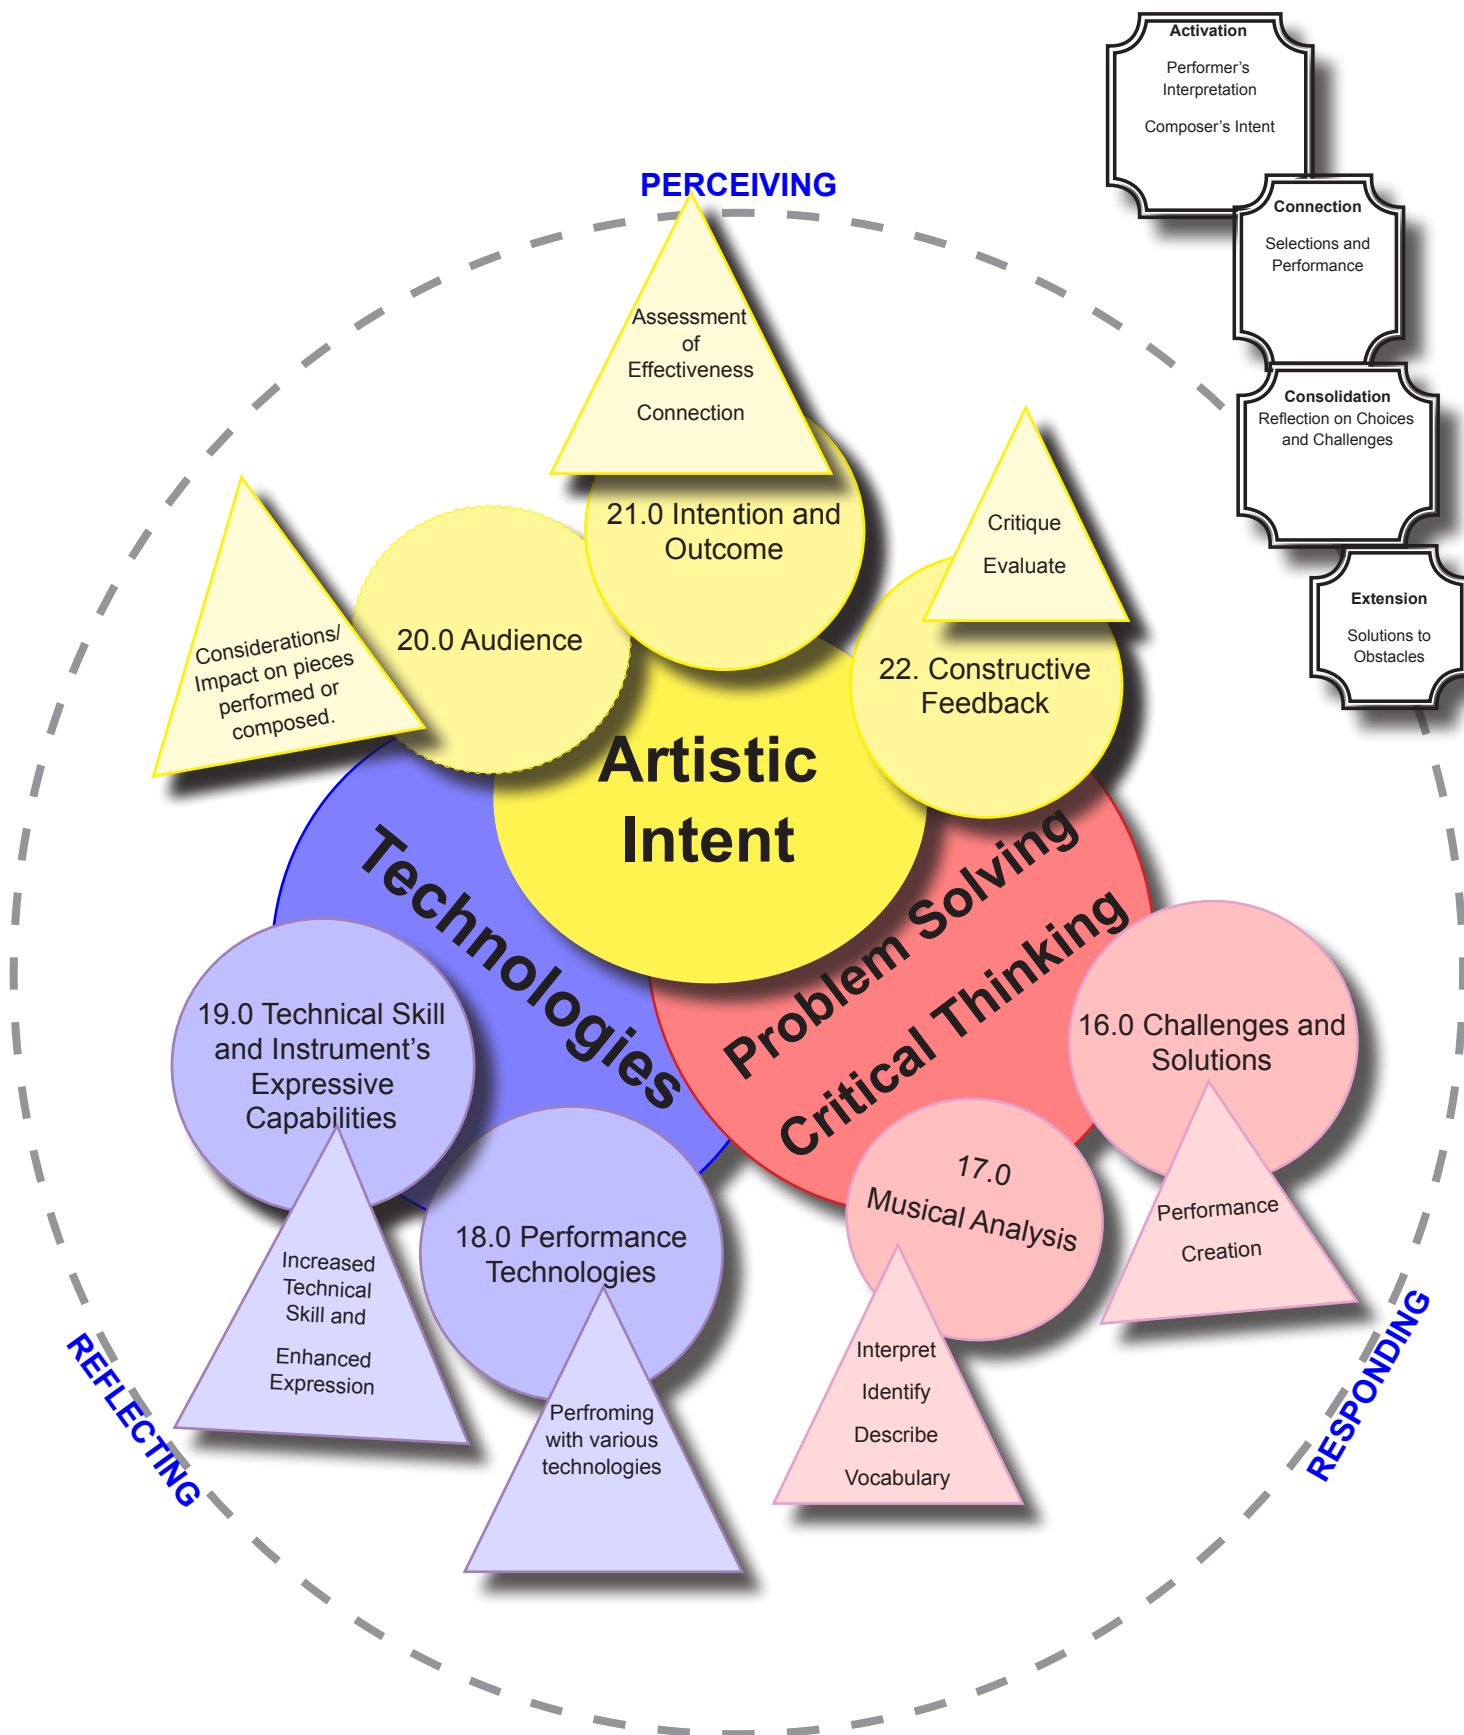 Activation
Performer’s
Interpretation
Composer’s Intent
Connection
Selections and
Performance
Consolidation
Reflection on Choices
and Challenges
Extension
Solutions to
Obstacles
PERCEIVING
Assessment
of
Effectiveness
Connection
21.0 Intention and
Outcome
Critique
Evaluate
22. Constructive
Feedback
Considerations/
Impact on pieces
performed or
composed.
20.0 Audience
Artistic
Intent
Technologies
Problem Solving
Critical Thinking
19.0 Technical Skill
and Instrument’s
Expressive
Capabilities
Increased
Technical
Skill and
Enhanced
Expression
18.0 Performance
Technologies
Perfroming
with various
technologies
17.0
Musical Analysis
Interpret
Identify
Describe
Vocabulary
16.0 Challenges and
Solutions
Performance
Creation
REFLECTING
RESPONDING